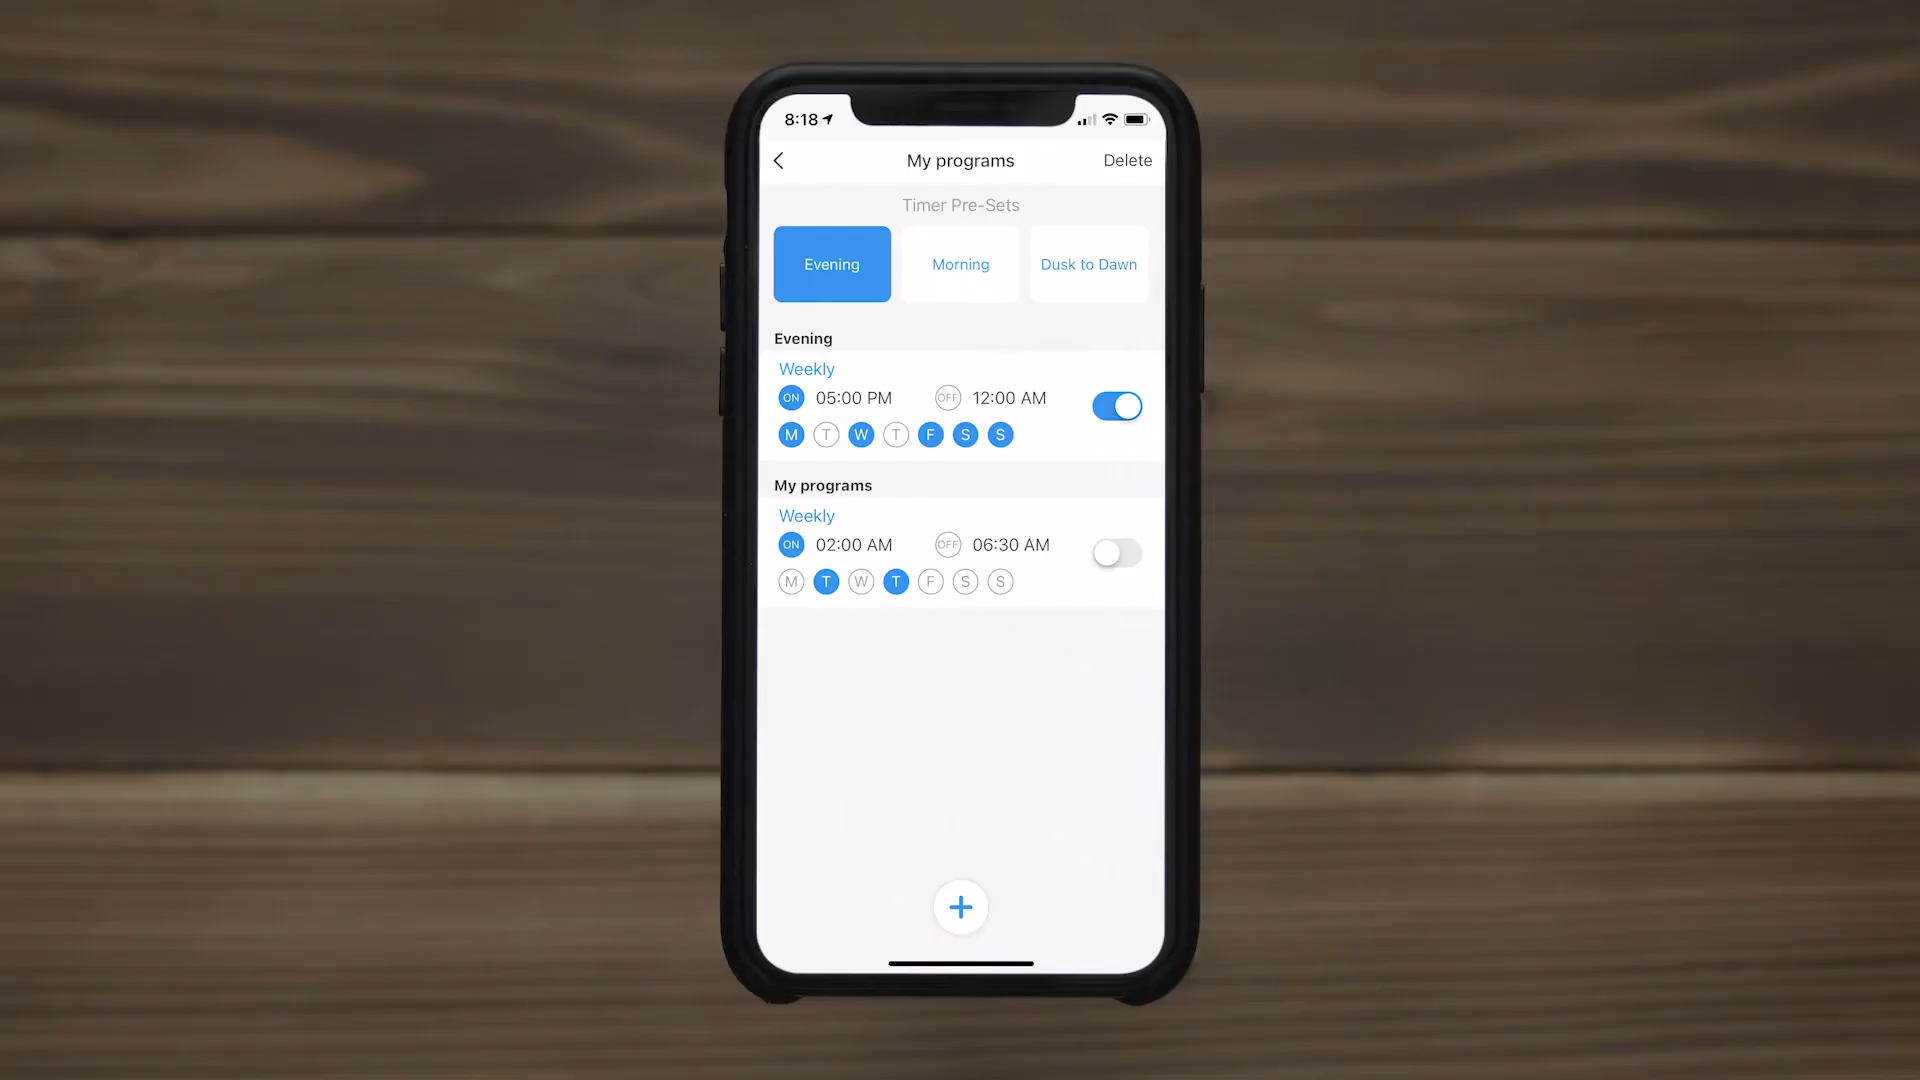 8:18
My programs Delete
Timer Pre-Sets
Evening Morning Dusk to Dawn
Evening
Weekly
ON 05:00 PM OFF 12:00 AM
M T W T F S S
My programs
Weekly
ON 02:00 AM OFF 06:30 AM
M T W T F S S